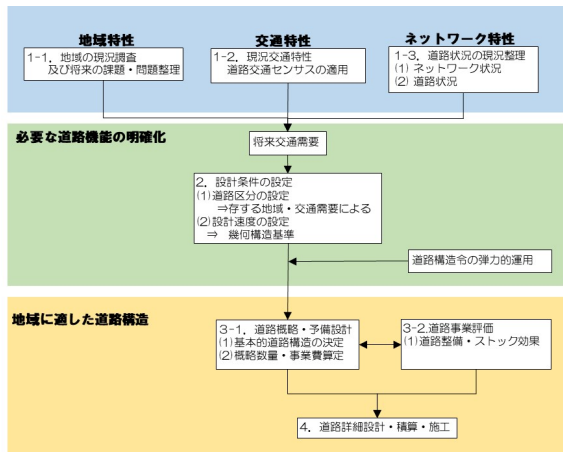 地域特性
交通特性
ネットワーク特性
1-1．地域の現況調査
及び将来の課題・問題整理
1-2．現況交通特性
道路交通センサスの適用
1-3．道路状況の現況整理
(1) ネットワーク状況
(2) 道路状況
必要な道路機能の明確化
将来交通需要
2．設計条件の設定
(1)道路区分の設定
⇒存する地域・交通需要による
(2)設計速度の設定
⇒ 幾何構造基準
道路構造令の弾力的運用
地域に適した道路構造
3-1．道路概略・予備設計
(1)基本的道路構造の決定
(2)概略数量・事業費算定
3-2.道路事業評価
(1)道路整備・ストック効果
4．道路詳細設計・積算・施工